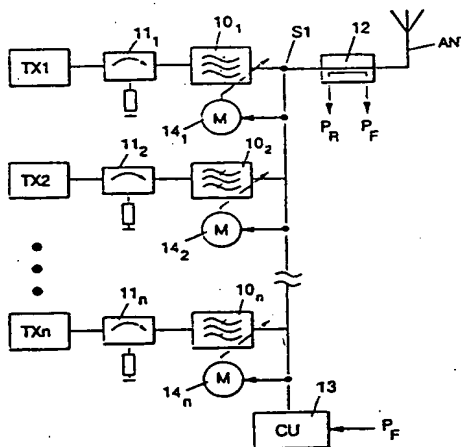 11₁ 10₁ S1 12
TX1 ANT
M P_R P_F
14₁
11₂ 10₂
TX2
M
14₂
11ₙ 10ₙ
TXn
M
14ₙ 13
CU P_F